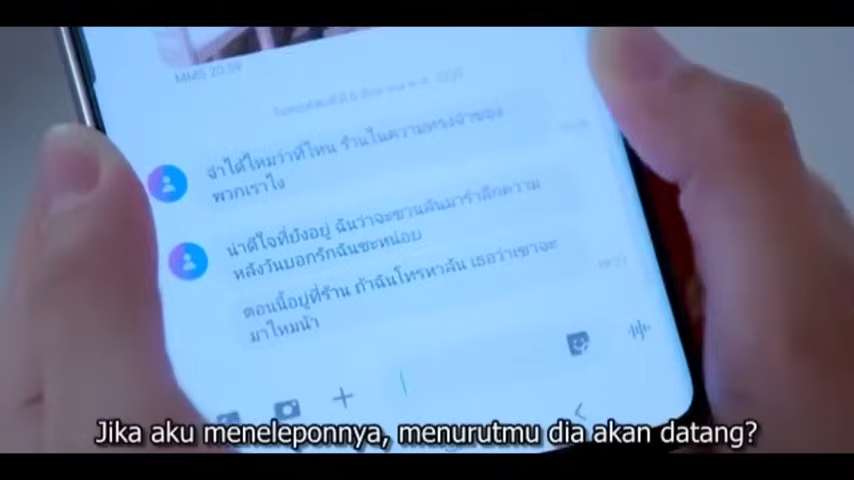 MMS 20:59
จำได้ไหมว่าที่ไหน ร้านในความทรงจำของ
พวกเราไง
น่าดีใจที่ยังอยู่ ฉันว่าจะชวนลันมารำลึกความ
หลังวันบอกรักฉันซะหน่อย
ตอนนี้อยู่ที่ร้าน ถ้าฉันโทรหาลัน เธอว่าเขาจะ
มาไหมน้า
Jika aku meneleponnya, menurutmu dia akan datang?